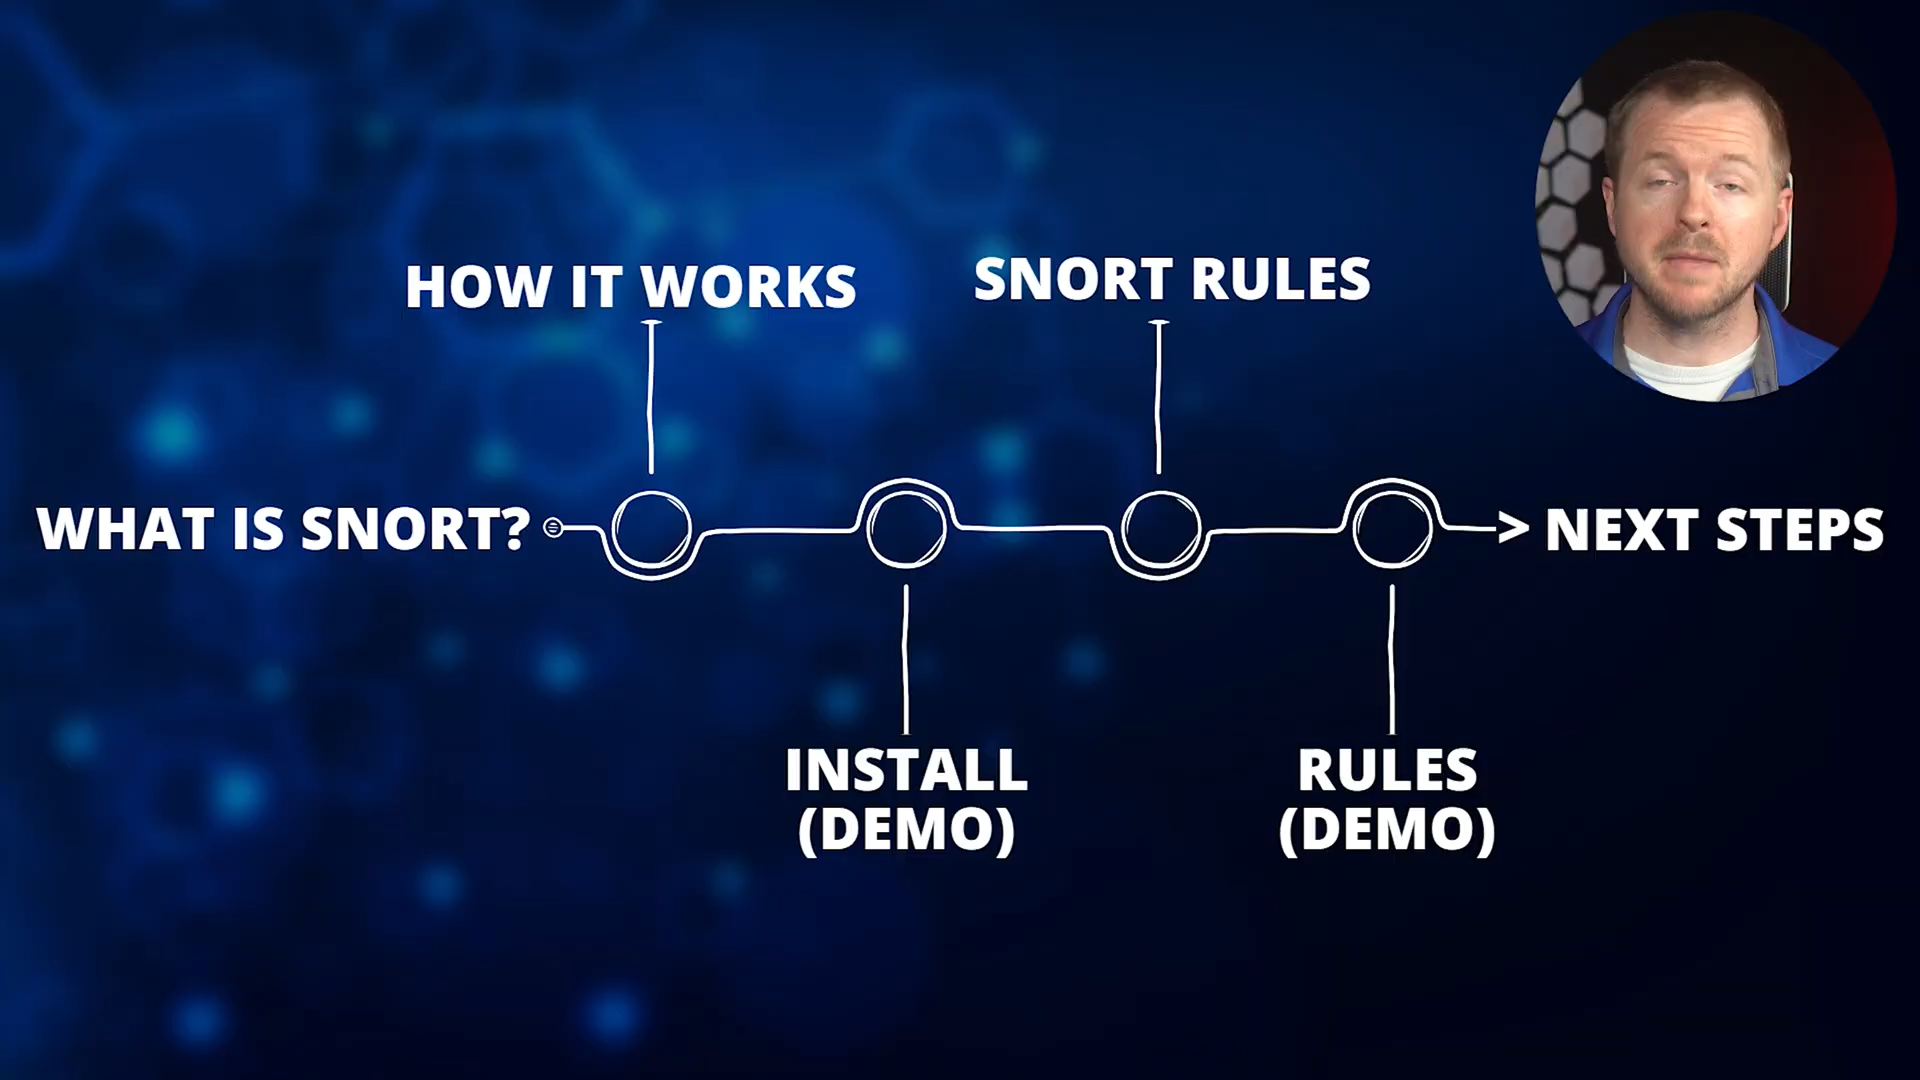 HOW IT WORKS
SNORT RULES
WHAT IS SNORT?
> NEXT STEPS
INSTALL
(DEMO)
RULES
(DEMO)